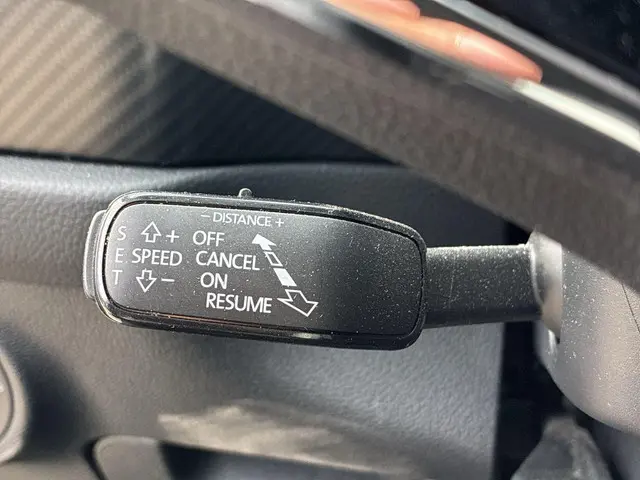 − DISTANCE +
S + OFF
E SPEED CANCEL
T − ON
RESUME